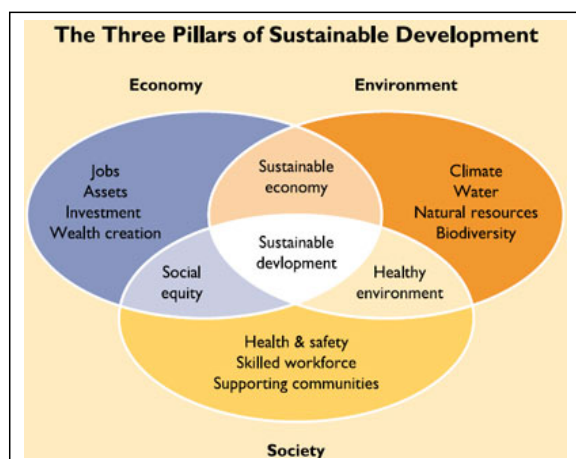 The Three Pillars of Sustainable Development
Economy
Environment
Sustainable
economy
Jobs
Assets
Investment
Wealth creation
Climate
Water
Natural resources
Biodiversity
Sustainable
devlopment
Social
equity
Healthy
environment
Health & safety
Skilled workforce
Supporting communities
Society